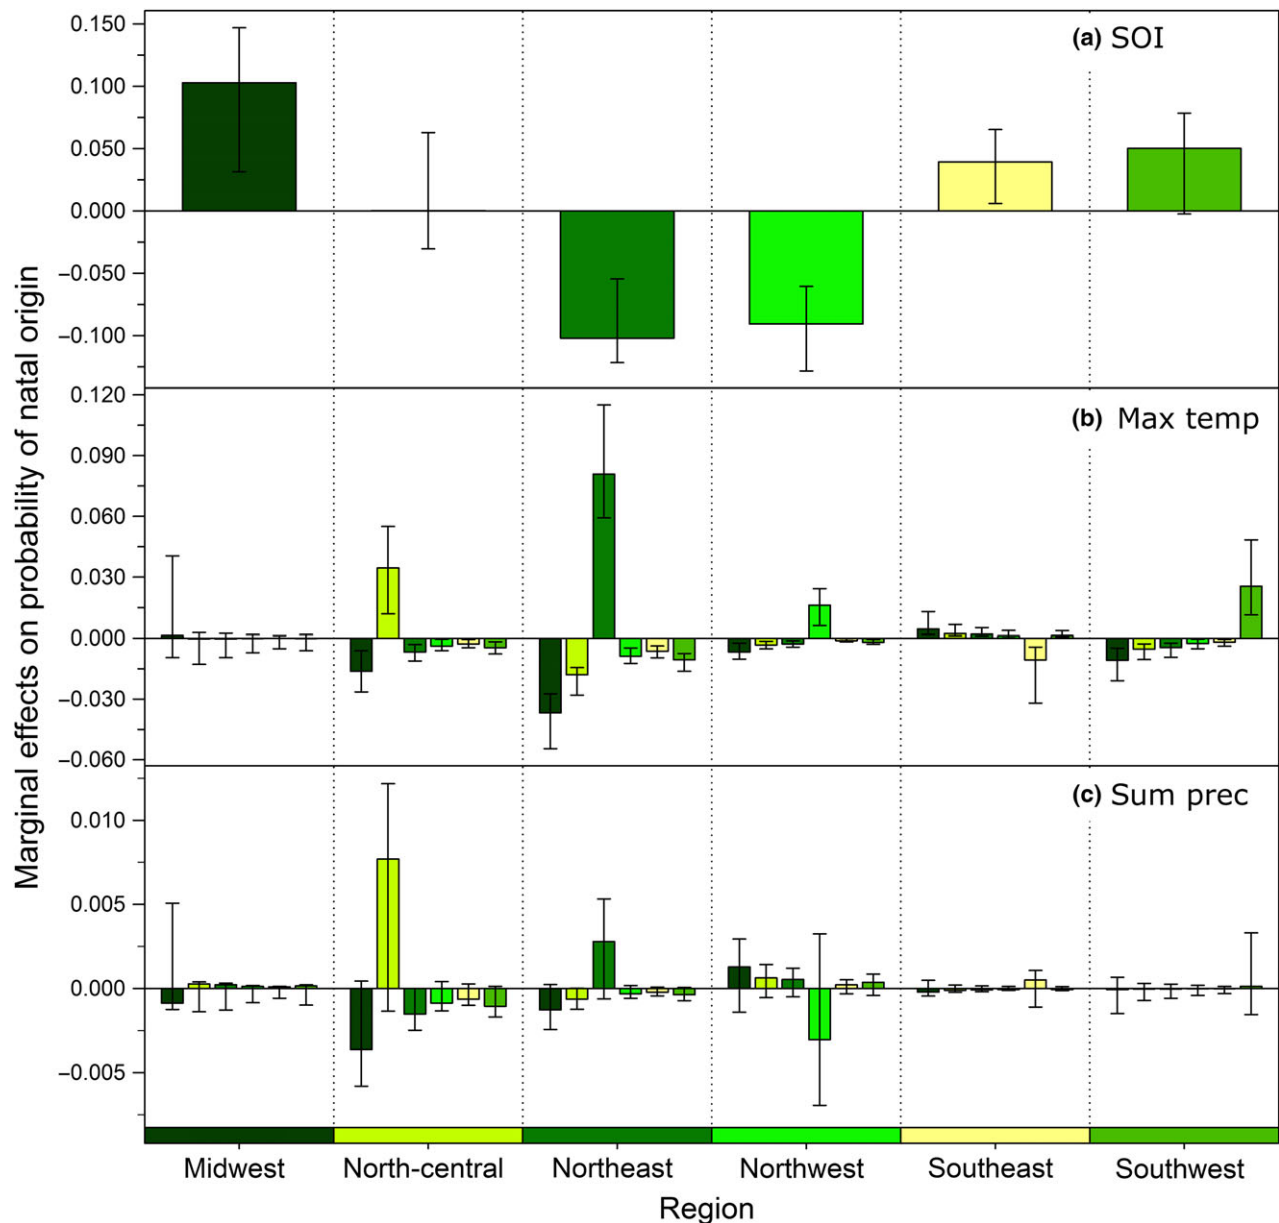 Marginal effects on probability of natal origin
(a) SOI
0.150
0.100
0.050
0.000
−0.050
−0.100
(b) Max temp
0.120
0.090
0.060
0.030
0.000
−0.030
−0.060
(c) Sum prec
0.010
0.005
0.000
−0.005
Midwest North-central Northeast Northwest Southeast Southwest
Region